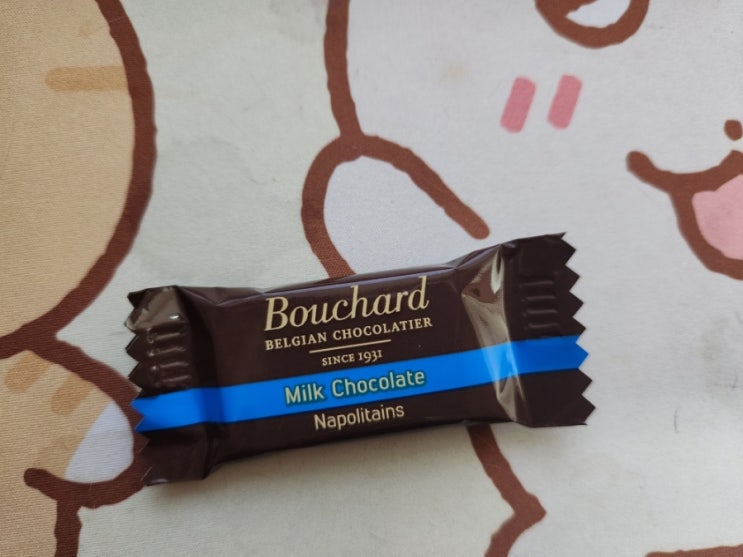 Bouchard
BELGIAN CHOCOLATIER
SINCE 1931
Milk Chocolate
Napolitains